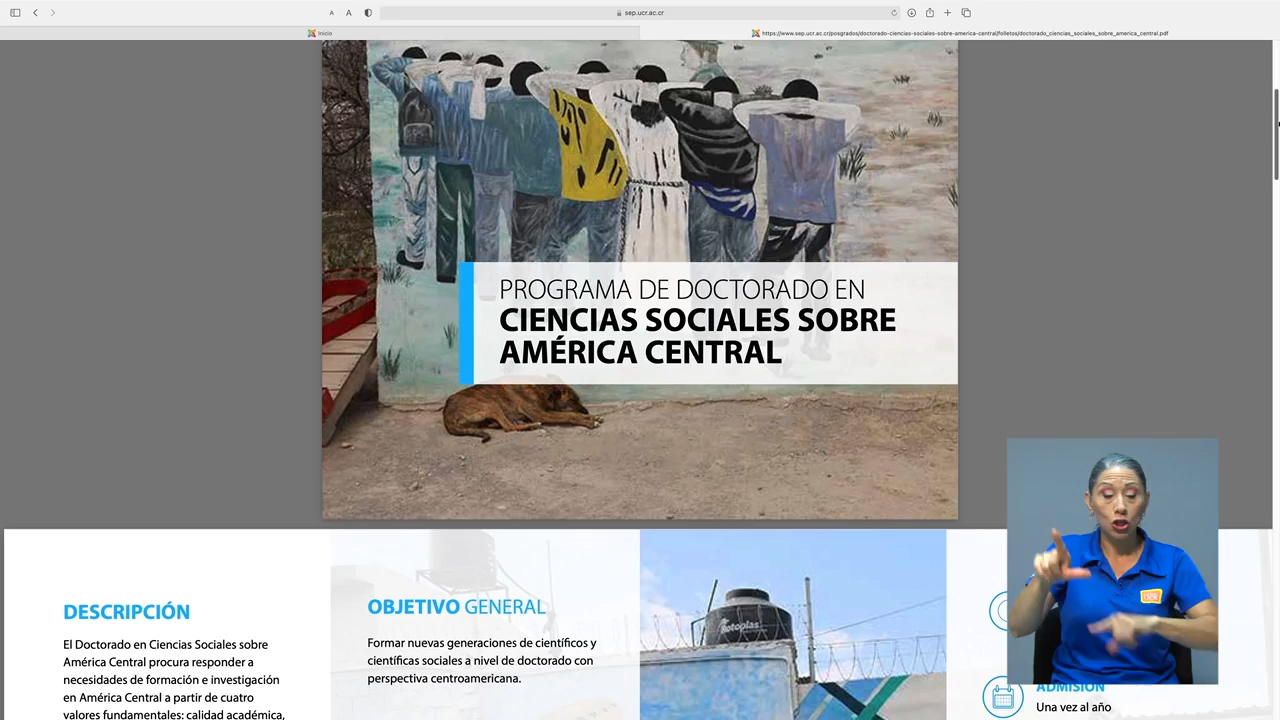 A
A
sep.ucr.ac.cr
Inicio
https://www.sep.ucr.ac.cr/posgrados/doctorado-ciencias-sociales-sobre-america-central/folletos/doctorado_ciencias_sociales_sobre_america_central.pdf
PROGRAMA DE DOCTORADO EN
CIENCIAS SOCIALES SOBRE
AMÉRICA CENTRAL
DESCRIPCIÓN
El Doctorado en Ciencias Sociales sobre
América Central procura responder a
necesidades de formación e investigación
en América Central a partir de cuatro
valores fundamentales: calidad académica,
OBJETIVO GENERAL
Formar nuevas generaciones de científicos y
científicas sociales a nivel de doctorado con
perspectiva centroamericana.
Rotoplas
ADMISIÓN
Una vez al año